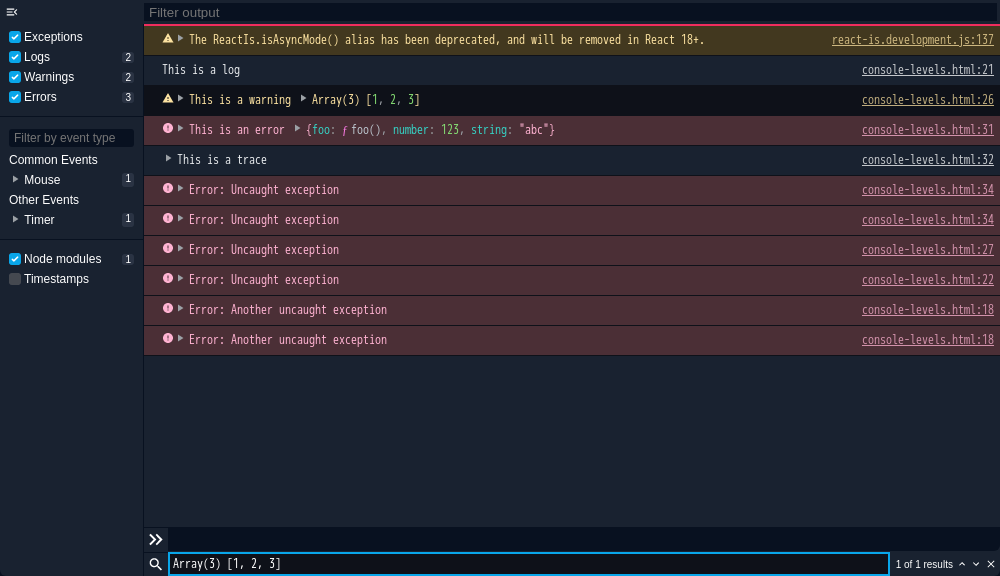 Filter output
Exceptions
Logs 2
Warnings 2
Errors 3
Filter by event type
Common Events
Mouse 1
Other Events
Timer 1
Node modules 1
Timestamps
The ReactIs.isAsyncMode() alias has been deprecated, and will be removed in React 18+. react-is.development.js:137
This is a log console-levels.html:21
This is a warning Array(3) [1, 2, 3] console-levels.html:26
This is an error {foo: ƒ foo(), number: 123, string: "abc"} console-levels.html:31
This is a trace console-levels.html:32
Error: Uncaught exception console-levels.html:34
Error: Uncaught exception console-levels.html:34
Error: Uncaught exception console-levels.html:27
Error: Uncaught exception console-levels.html:22
Error: Another uncaught exception console-levels.html:18
Error: Another uncaught exception console-levels.html:18
Array(3) [1, 2, 3] 1 of 1 results